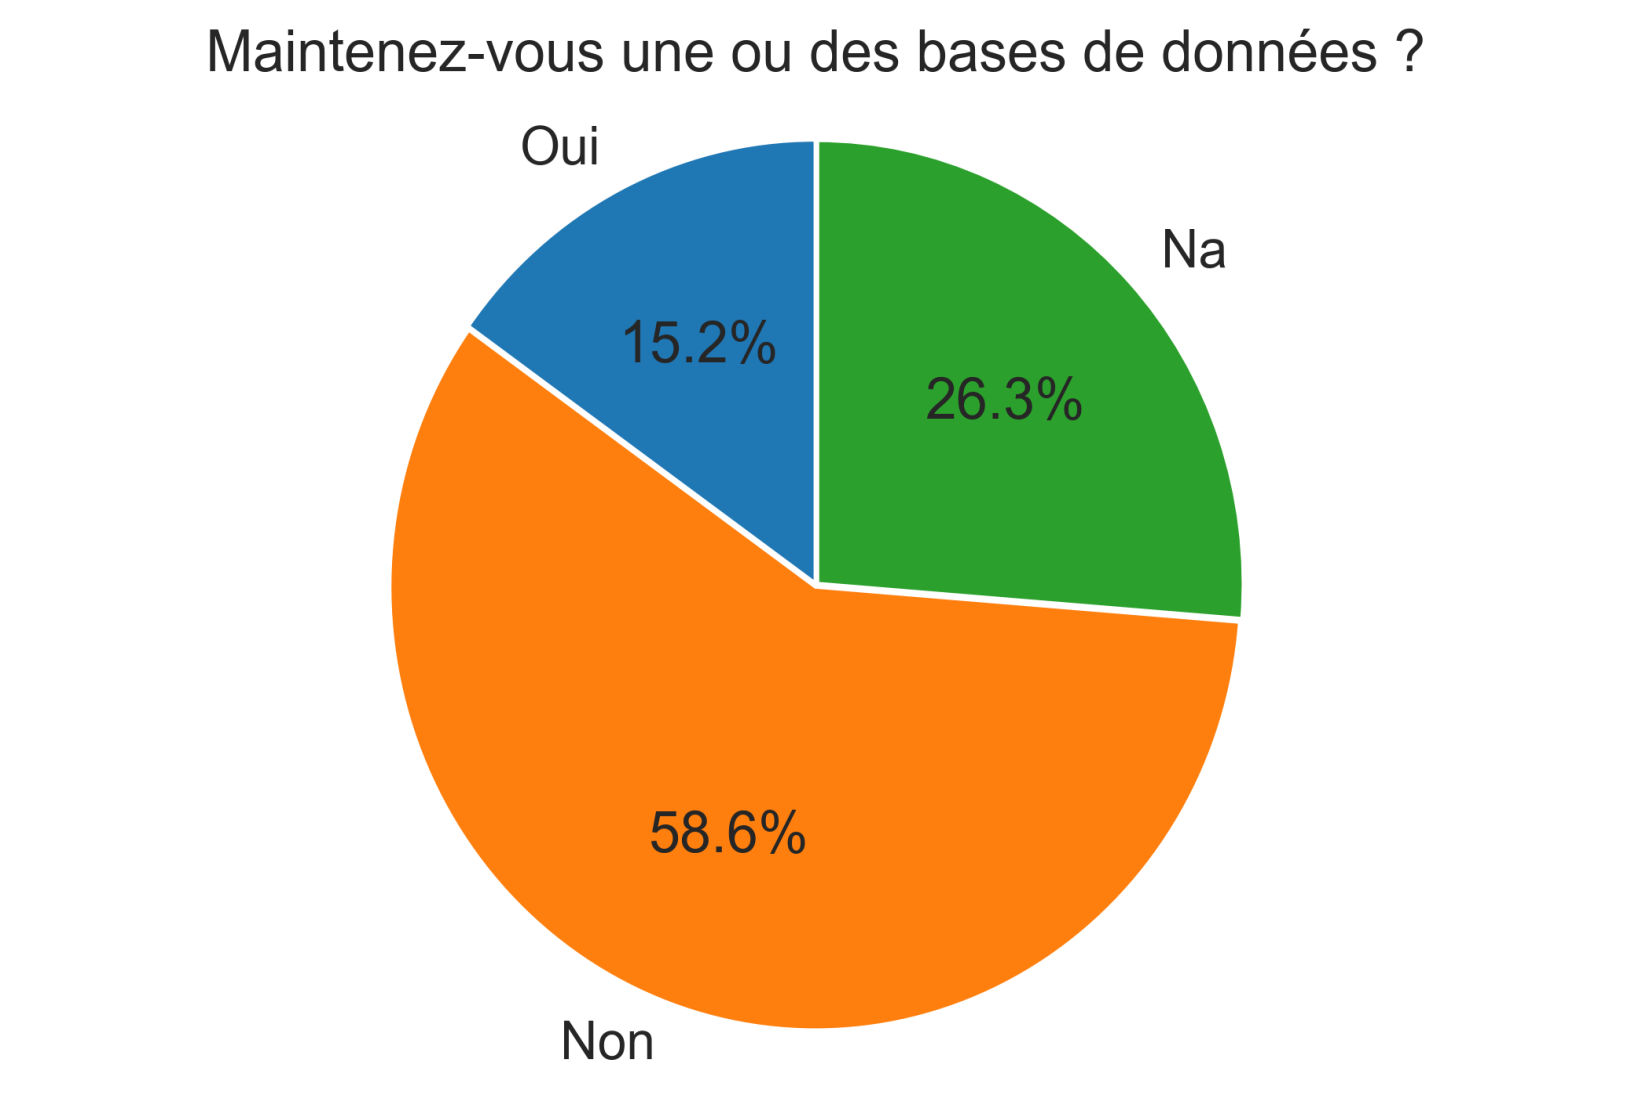 Maintenez-vous une ou des bases de données ?
Oui
Na
15.2%
26.3%
58.6%
Non